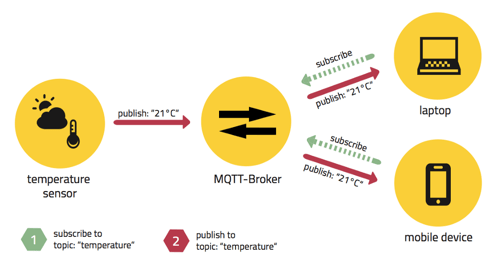 subscribe
publish: "21°C"
laptop
publish: "21°C"
temperature
sensor
MQTT-Broker
subscribe
publish: "21°C"
mobile device
1
subscribe to
topic: "temperature"
2
publish to
topic: "temperature"